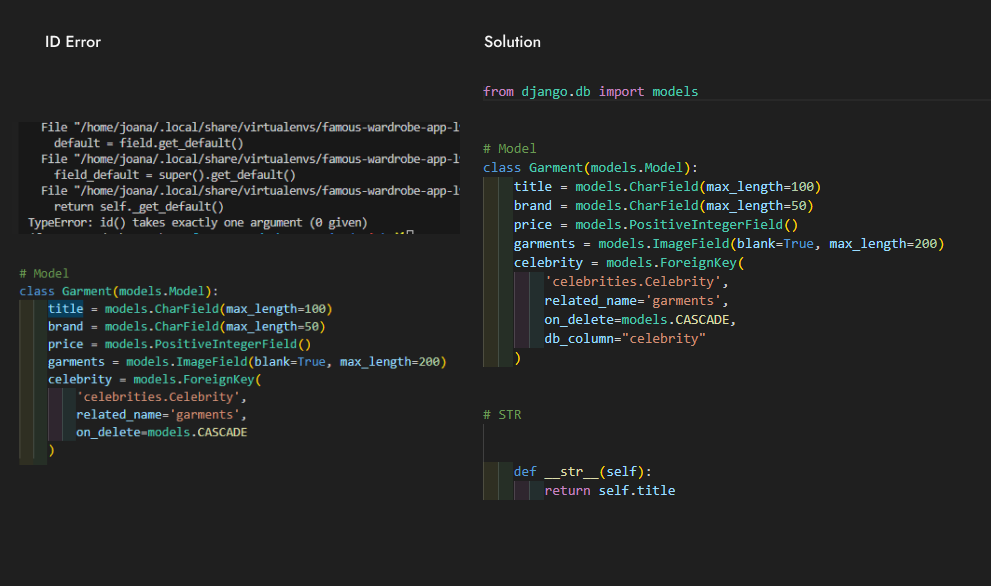 ID Error
File "/home/joana/.local/share/virtualenvs/famous-wardrobe-app-l
default = field.get_default()
File "/home/joana/.local/share/virtualenvs/famous-wardrobe-app-l
field_default = super().get_default()
File "/home/joana/.local/share/virtualenvs/famous-wardrobe-app-l
return self._get_default()
TypeError: id() takes exactly one argument (0 given)
# Model
class Garment(models.Model):
title = models.CharField(max_length=100)
brand = models.CharField(max_length=50)
price = models.PositiveIntegerField()
garments = models.ImageField(blank=True, max_length=200)
celebrity = models.ForeignKey(
'celebrities.Celebrity',
related_name='garments',
on_delete=models.CASCADE
)
Solution
from django.db import models
# Model
class Garment(models.Model):
title = models.CharField(max_length=100)
brand = models.CharField(max_length=50)
price = models.PositiveIntegerField()
garments = models.ImageField(blank=True, max_length=200)
celebrity = models.ForeignKey(
'celebrities.Celebrity',
related_name='garments',
on_delete=models.CASCADE,
db_column="celebrity"
)
# STR
def __str__(self):
return self.title